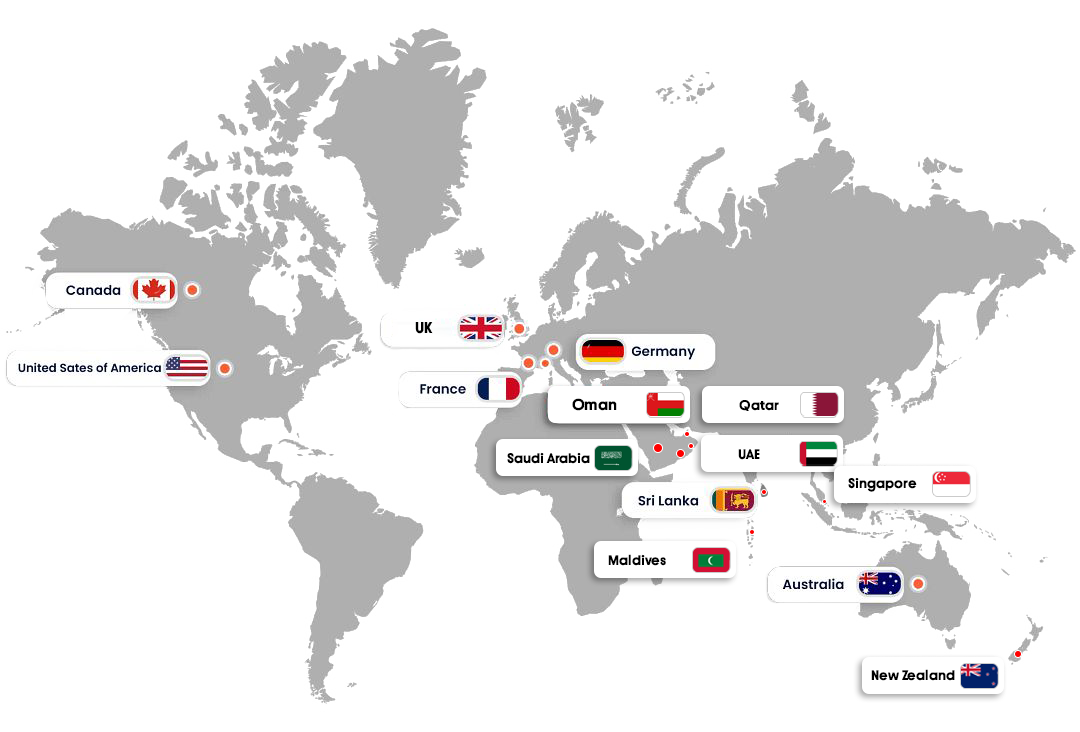 Canada
UK
Germany
United Sates of America
France
Oman
Qatar
Saudi Arabia
UAE
Singapore
Sri Lanka
Maldives
Australia
New Zealand